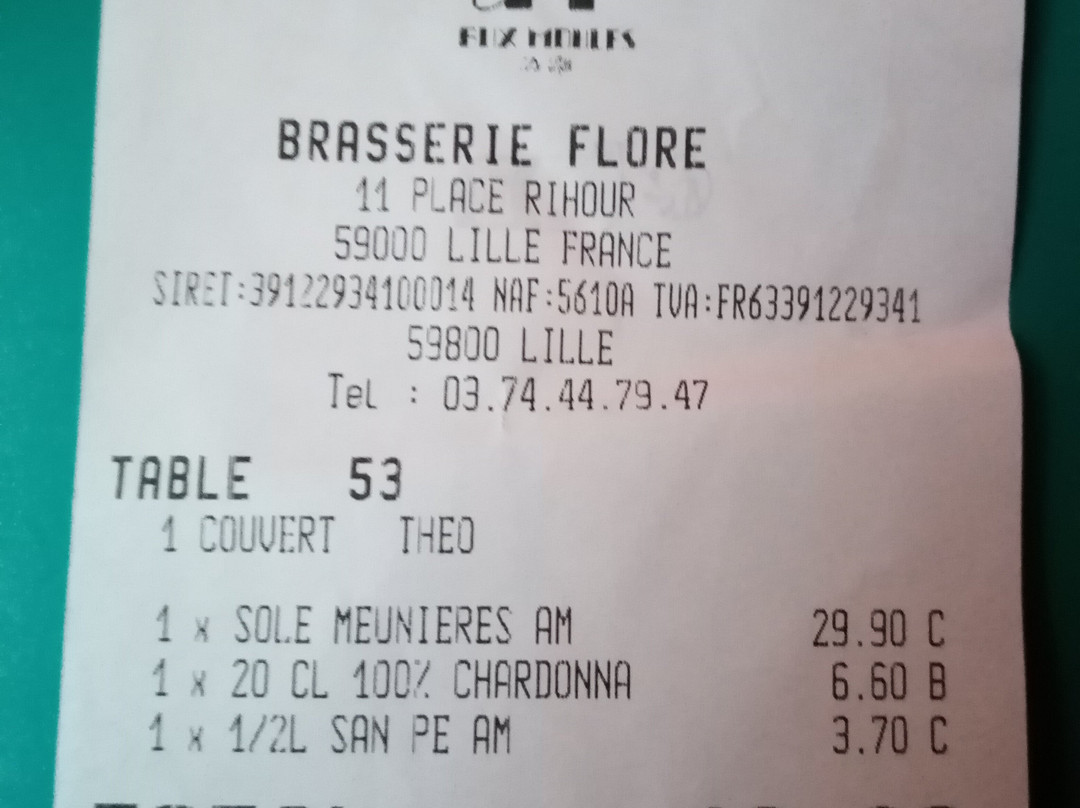 AUX MOULES
BRASSERIE FLORE
11 PLACE RIHOUR
59000 LILLE FRANCE
SIRET:39122934100014 NAF:5610A TVA:FR63391229341
59800 LILLE
Tel : 03.74.44.79.47
TABLE 53
1 COUVERT THEO
1 x SOLE MEUNIERES AM 29.90 C
1 x 20 CL 100% CHARDONNA 6.60 B
1 x 1/2L SAN PE AM 3.70 C